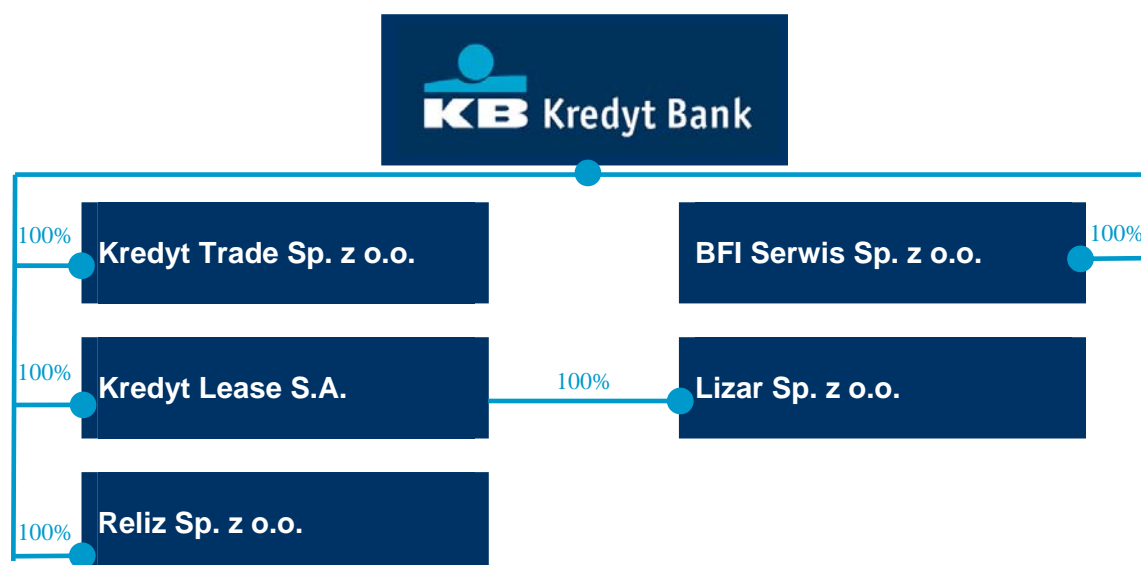 KB Kredyt Bank
100%
Kredyt Trade Sp. z o.o.
BFI Serwis Sp. z o.o.
100%
100%
Kredyt Lease S.A.
100%
Lizar Sp. z o.o.
100%
Reliz Sp. z o.o.